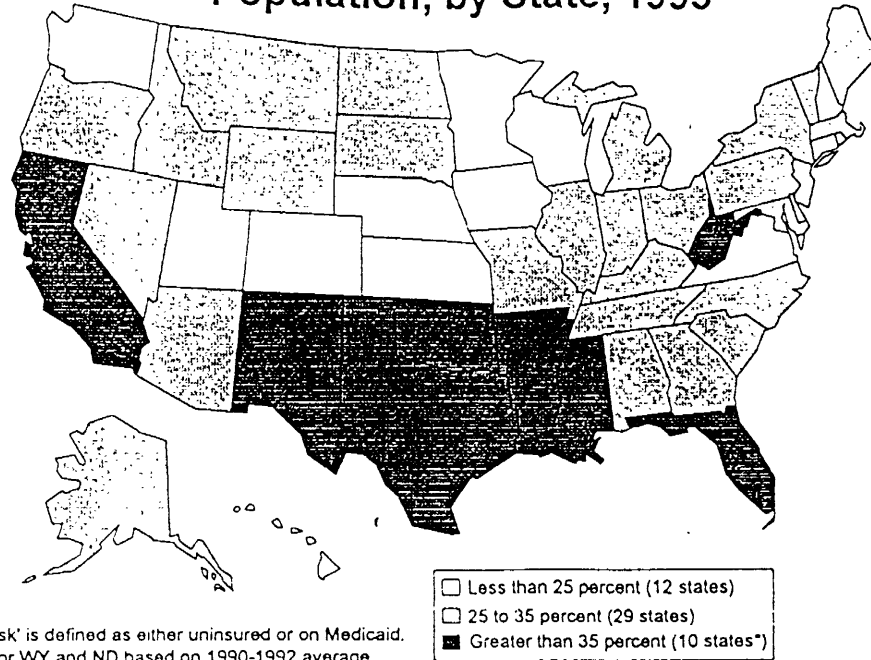 Population, by State, 1993
Less than 25 percent (12 states)
25 to 35 percent (29 states)
Greater than 35 percent (10 states*)
sk' is defined as either uninsured or on Medicaid.
or WY and ND based on 1990-1992 average